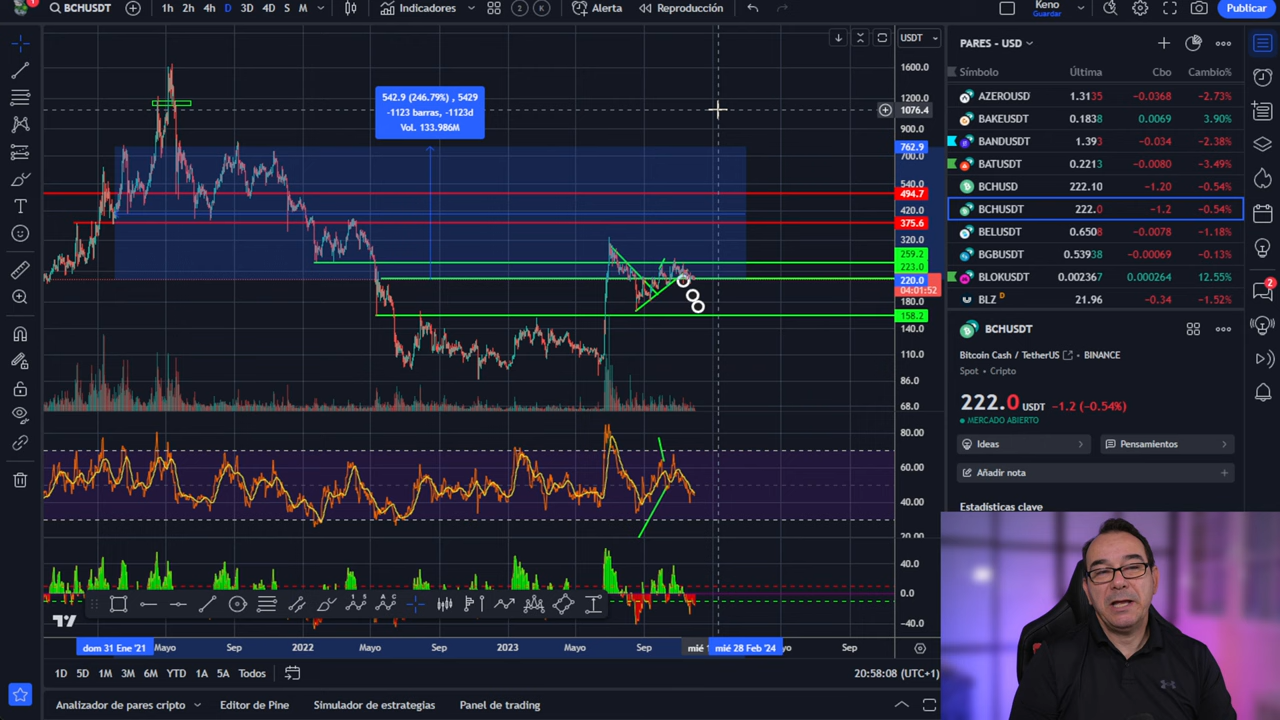 1
BCHUSDT
1h 2h 4h D 3D 4D S M
Indicadores
2 K
Alerta
Reproducción
Keno
Guardar
Publicar
USDT
PARES - USD
Símbolo Última Cbo Cambio%
AZEROUSD 1.3135 −0.0368 −2.73%
BAKEUSD 0.1838 0.0069 3.90%
BANDUSD 1.393 −0.034 −2.38%
BATUSD 0.2213 −0.0080 −3.49%
BCHUSD 222.10 −1.20 −0.54%
BCHUSDT 222.0 −1.2 −0.54%
BELUSDT 0.6508 −0.0078 −1.18%
BGBUSDT 0.53938 −0.00
BLOKUSDT 0.002367 0.000264 12.55%
BLZ D 21.96 −0.34 −1.52%
2
542.9 (246.79%) , 5429
-1123 barras, -1123d
Vol. 133.986M
1600.0
1200.0
1076.4
900.0
762.9
700.0
540.0
494.7
420.0
375.6
320.0
259.2
223.0
220.0
04:01:52
180.0
158.2
140.0
110.0
86.0
68.0
80.00
60.00
40.00
20.00
40.0
0.0
−40.0
BCHUSDT
Bitcoin Cash / TetherUS • BINANCE
Spot • Cripto
222.0 USDT −1.2 (−0.54%)
MERCADO ABIERTO
Ideas
Pensamientos
Añadir nota
Estadísticas clave
dom 31 Ene '21 Mayo Sep 2022 Mayo Sep 2023 Mayo Sep mié mié 28 Feb '24 Sep
1D 5D 1M 3M 6M YTD 1A 5A Todos
20:58:08 (UTC+1)
Analizador de pares cripto
Editor de Pine
Simulador de estrategias
Panel de trading